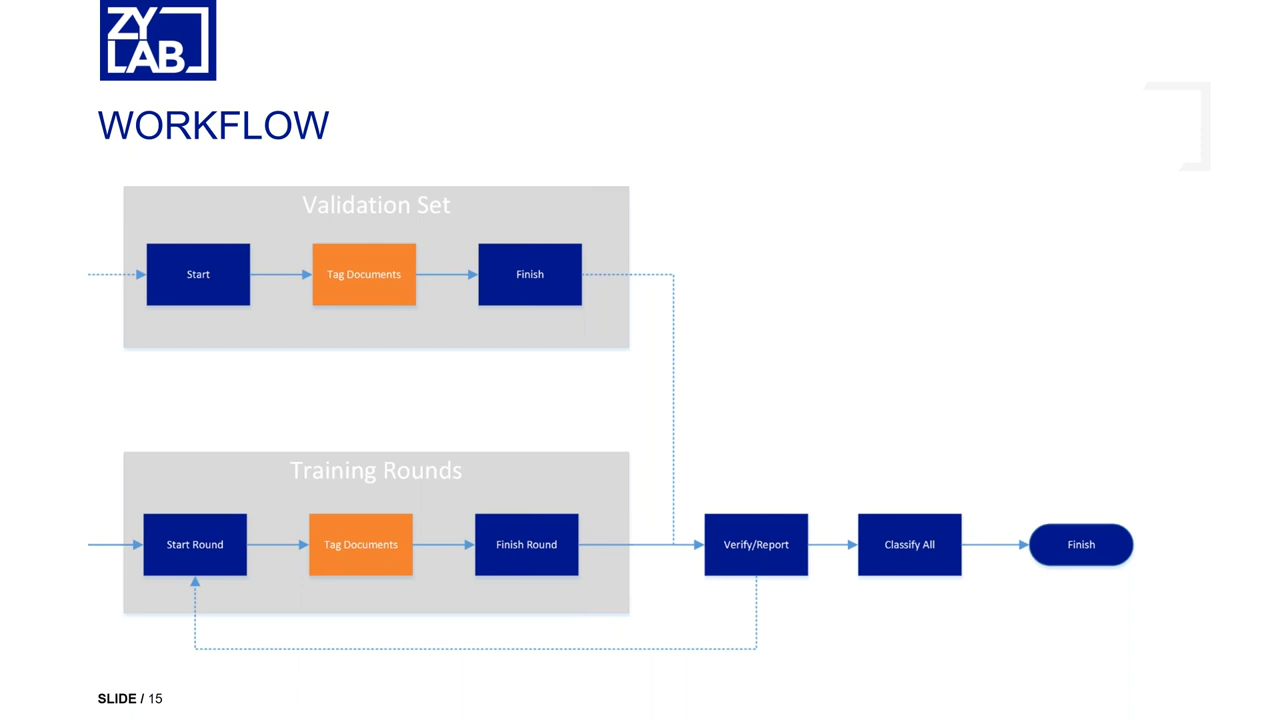 ZY
LAB
WORKFLOW
Validation Set
Start
Tag Documents
Finish
Training Rounds
Start Round
Tag Documents
Finish Round
Verify/Report
Classify All
Finish
SLIDE / 15